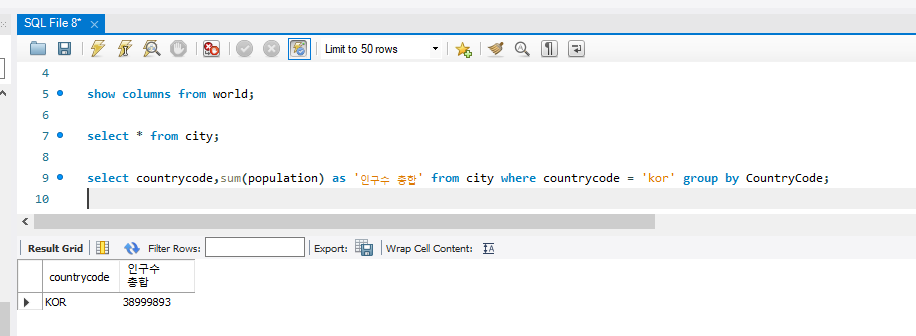 SQL File 8*
Limit to 50 rows
4
5 show columns from world;
6
7 select * from city;
8
9 select countrycode,sum(population) as '인구수 총합' from city where countrycode = 'kor' group by CountryCode;
10
Result Grid Filter Rows: Export: Wrap Cell Content:
countrycode 인구수
총합
KOR 38999893